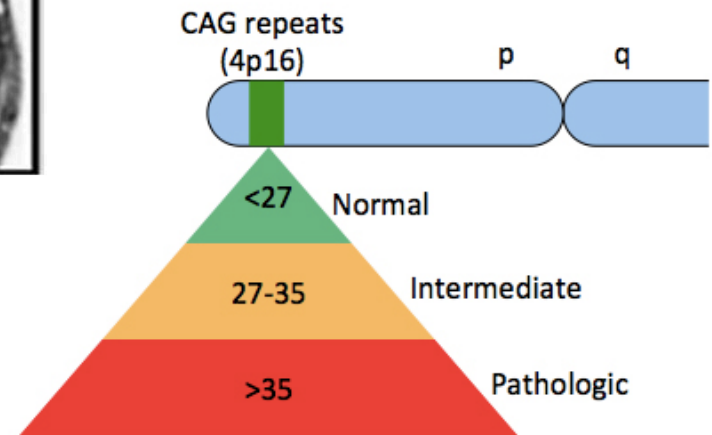 CAG repeats
(4p16)
p
q
<27
Normal
27-35
Intermediate
>35
Pathologic